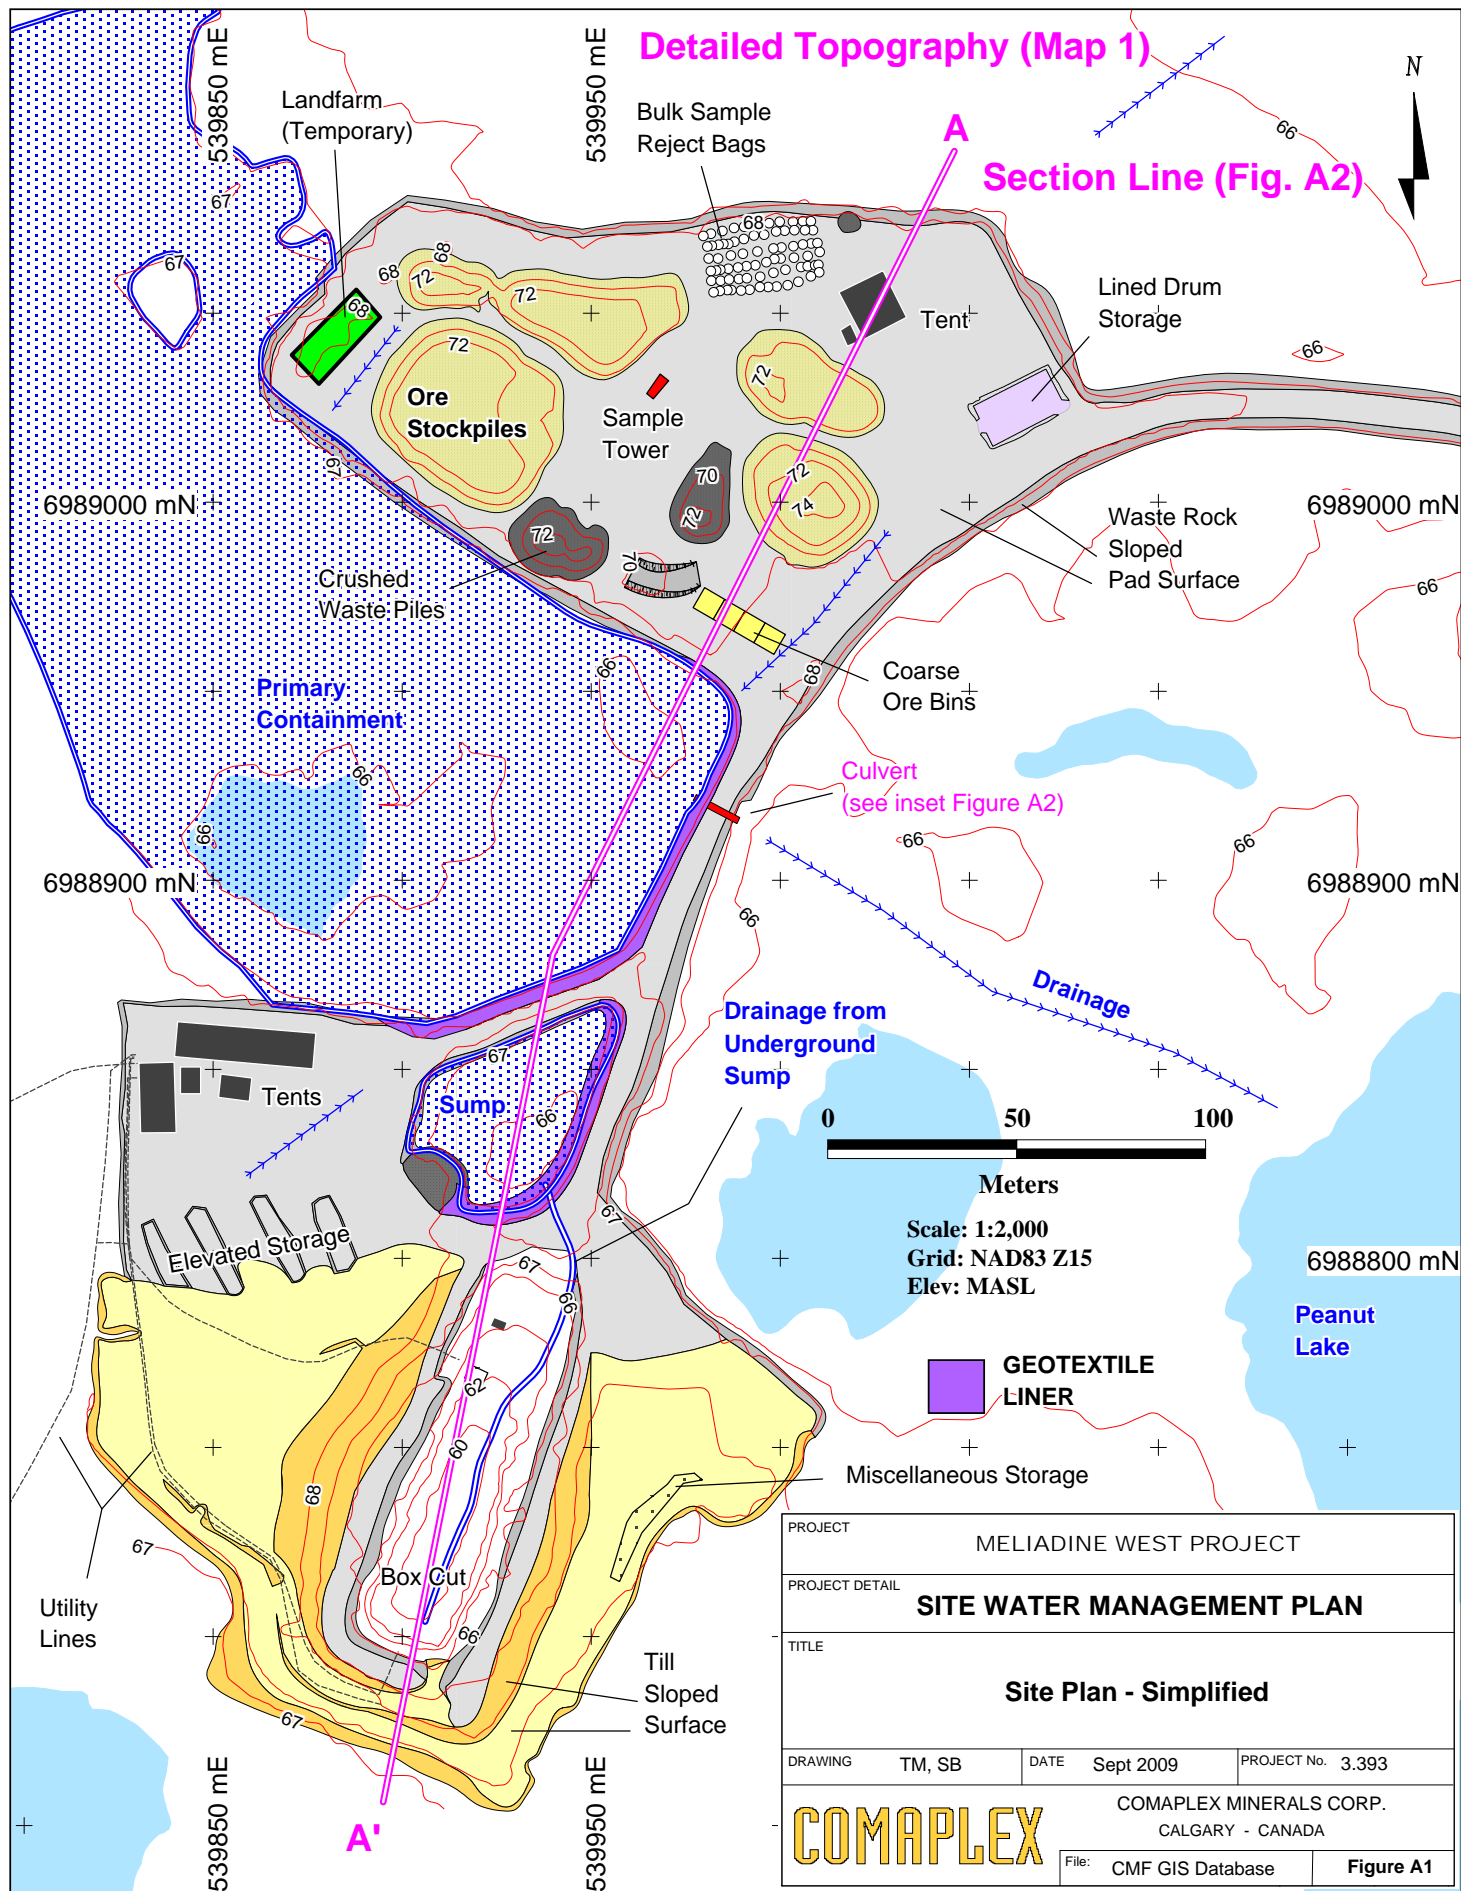 Detailed Topography (Map 1)
539850 mE
539950 mE
N
Landfarm
(Temporary)
Bulk Sample
Reject Bags
A
66
Section Line (Fig. A2)
67
68
67
68
68
72
72
68
Tent
Lined Drum
Storage
66
72
72
Ore
Stockpiles
Sample
Tower
67
70
72
72
74
6989000 mN
6989000 mN
72
Waste Rock
Sloped
Pad Surface
70
Crushed
Waste Piles
66
66
68
Coarse
Ore Bins
Primary
Containment
66
Culvert
(see inset Figure A2)
66
66
66
6988900 mN
6988900 mN
66
Drainage
Drainage from
Underground
Sump
67
Tents
Sump
66
0 50 100
Meters
67
Scale: 1:2,000
Grid: NAD83 Z15
Elev: MASL
Elevated Storage
67
66
6988800 mN
Peanut
Lake
GEOTEXTILE
LINER
62
60
68
Miscellaneous Storage
67
Box Cut
66
Utility
Lines
Till
Sloped
Surface
67
539850 mE
539950 mE
A'
PROJECT
MELIADINE WEST PROJECT
PROJECT DETAIL
SITE WATER MANAGEMENT PLAN
TITLE
Site Plan - Simplified
DRAWING TM, SB DATE Sept 2009 PROJECT No. 3.393
COMAPLEX
COMAPLEX MINERALS CORP.
CALGARY - CANADA
File: CMF GIS Database Figure A1